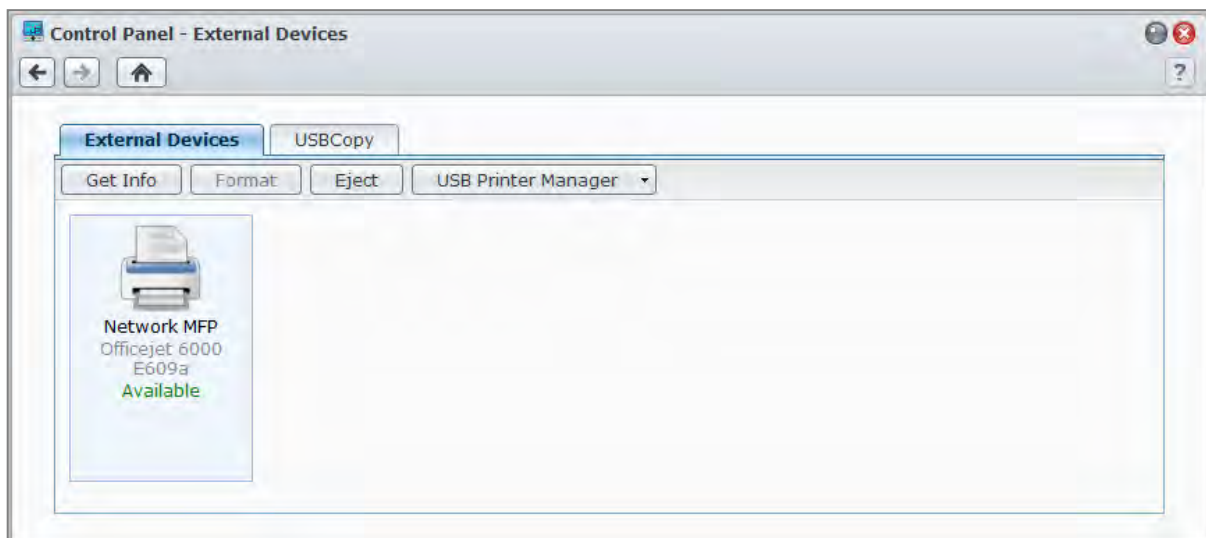 Control Panel - External Devices
?
External Devices USBCopy
Get Info Format Eject USB Printer Manager
Network MFP
Officejet 6000
E609a
Available